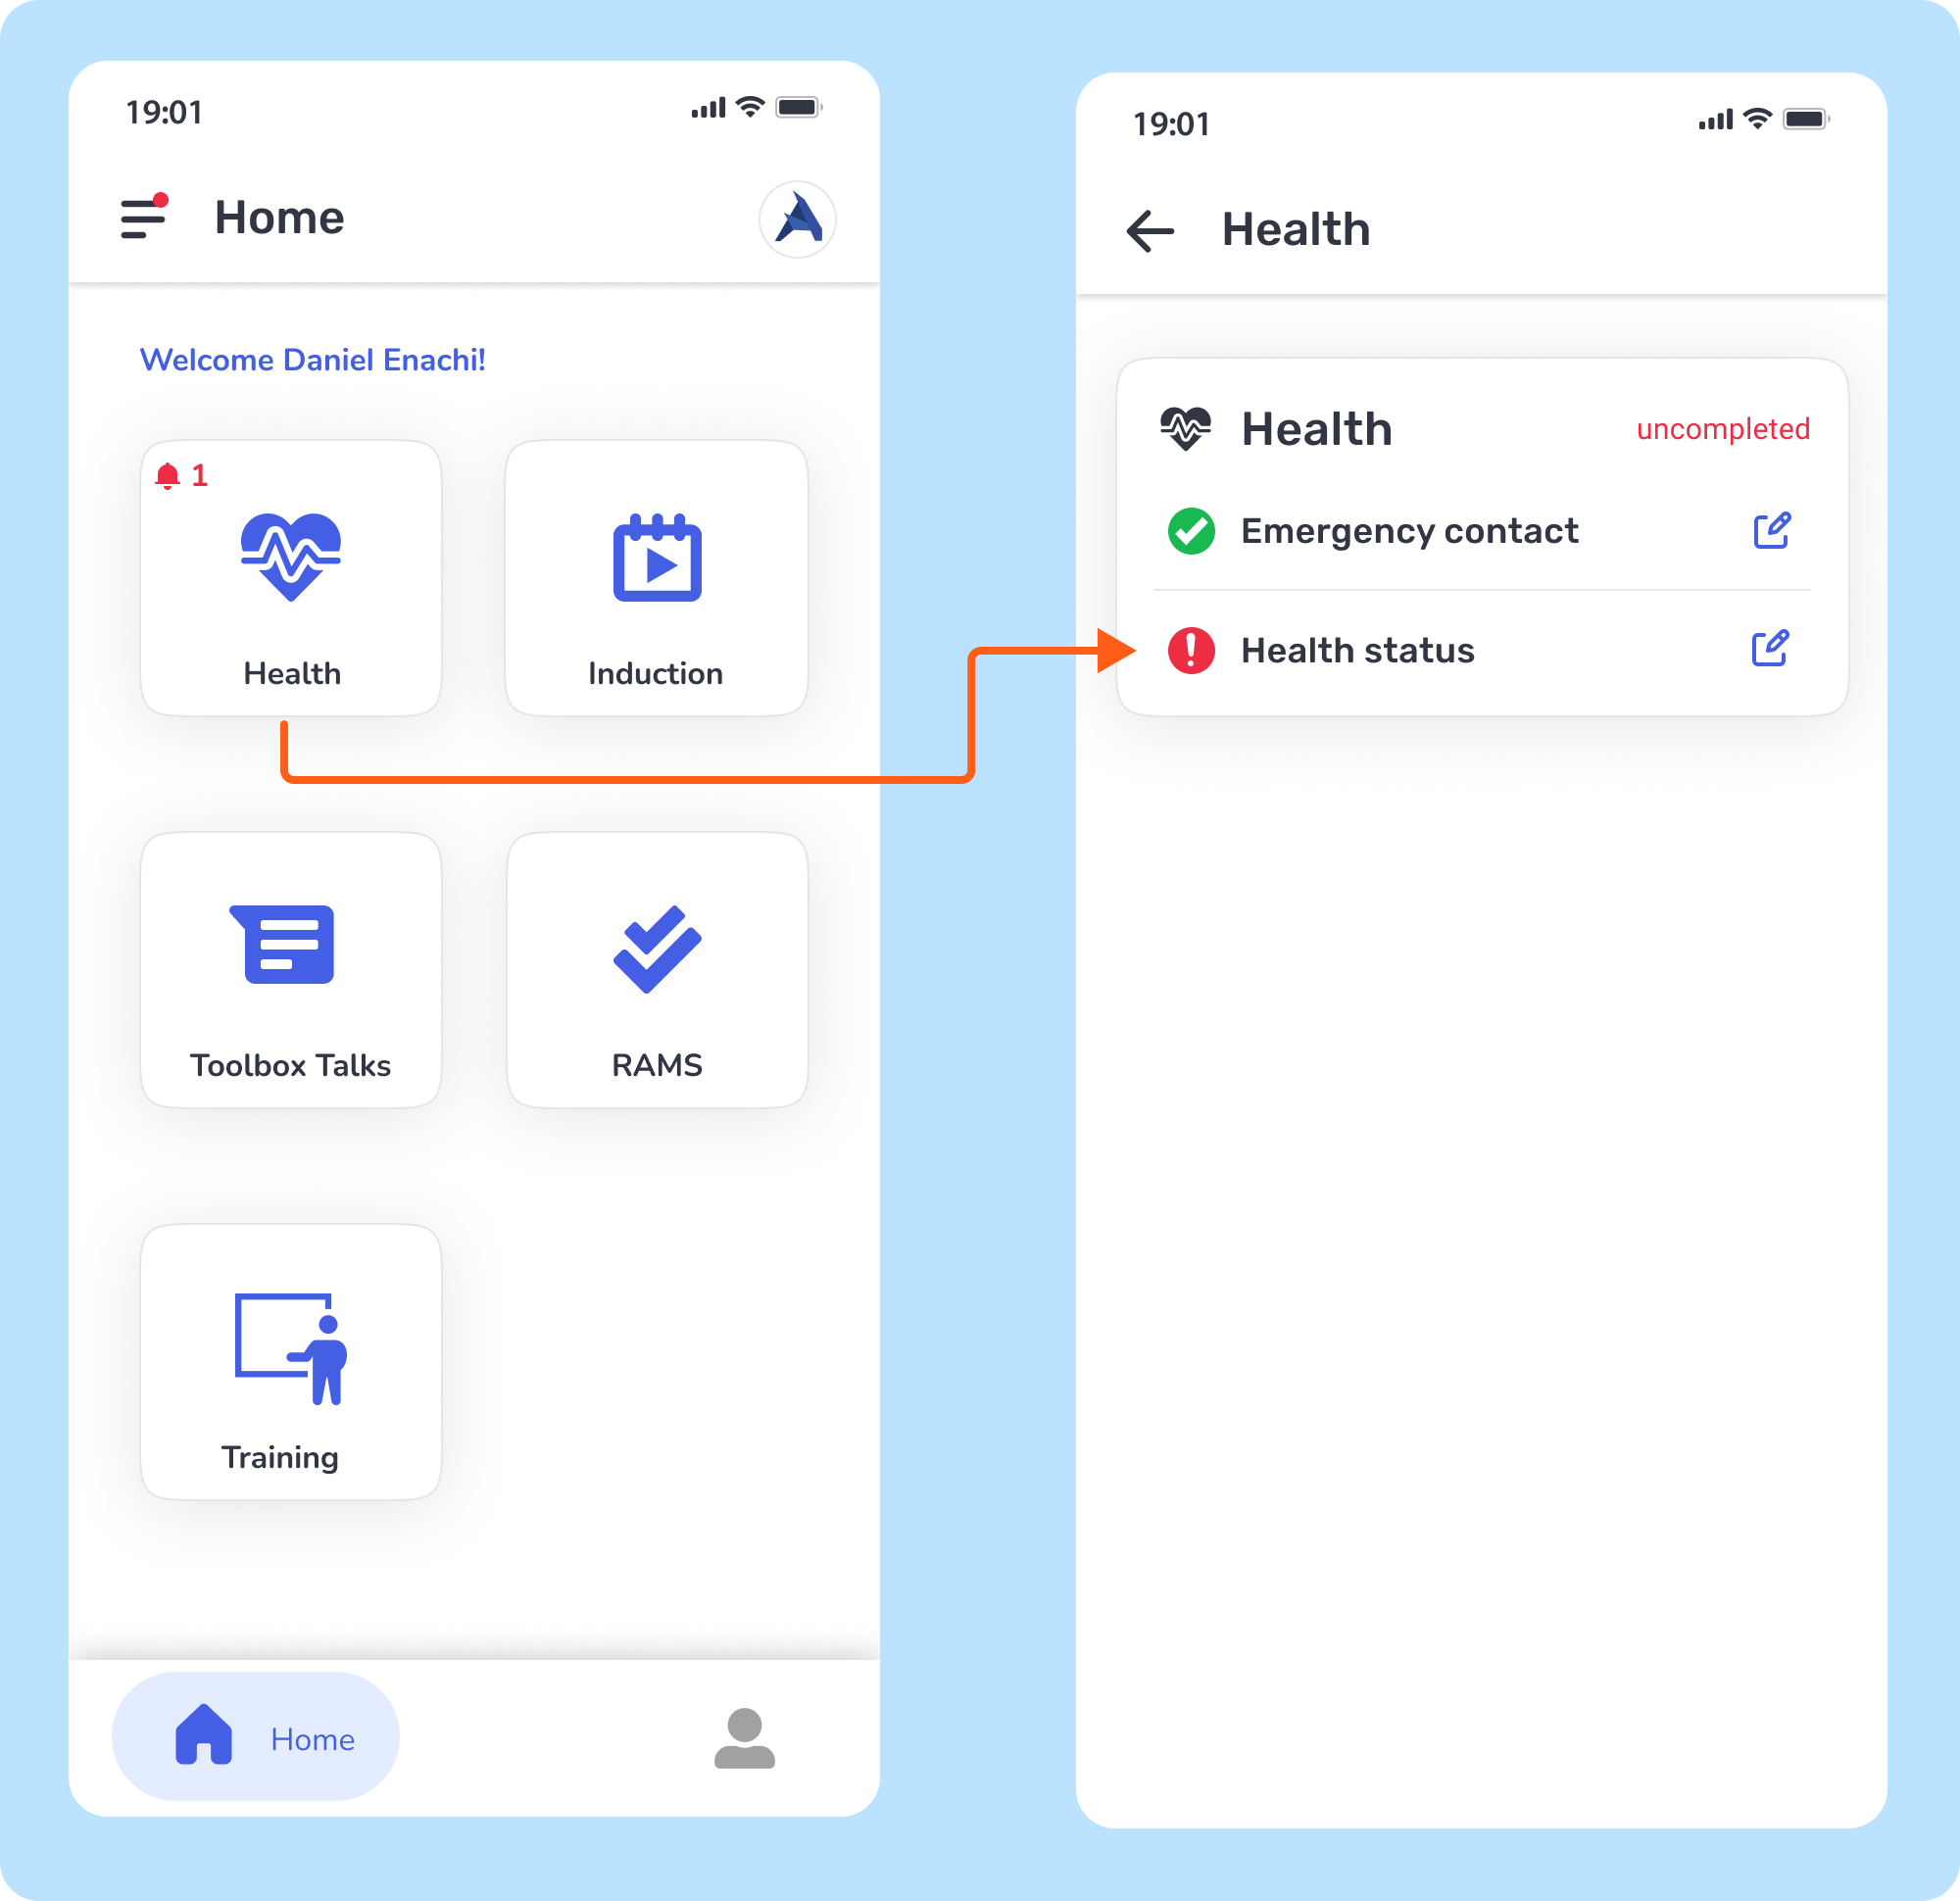 19:01
Home
Welcome Daniel Enachi!
1
Health
Induction
Toolbox Talks
RAMS
Training
Home
19:01
Health
Health
uncompleted
Emergency contact
Health status